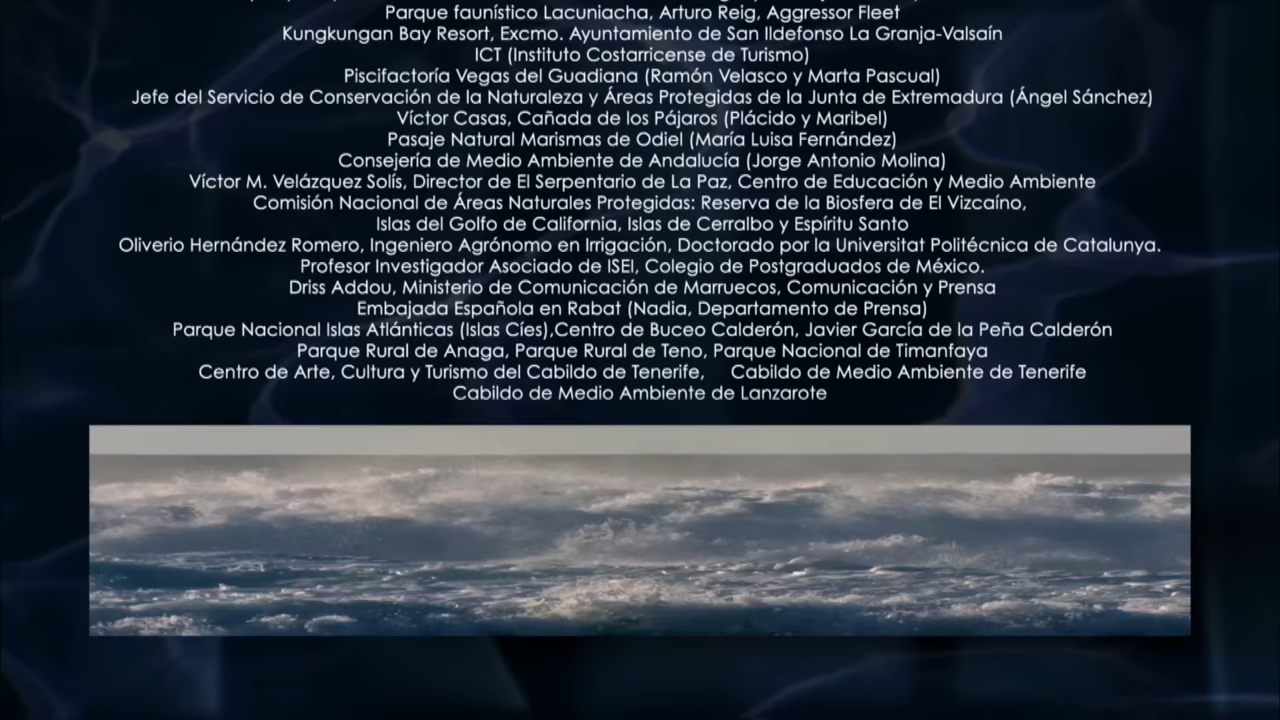 Parque faunístico Lacuniacha, Arturo Reig, Aggressor Fleet
Kungkungan Bay Resort, Excmo. Ayuntamiento de San Ildefonso La Granja-Valsaín
ICT (Instituto Costarricense de Turismo)
Piscifactoría Vegas del Guadiana (Ramón Velasco y Marta Pascual)
Jefe del Servicio de Conservación de la Naturaleza y Áreas Protegidas de la Junta de Extremadura (Ángel Sánchez)
Víctor Casas, Cañada de los Pájaros (Plácido y Maribel)
Pasaje Natural Marismas de Odiel (María Luisa Fernández)
Consejería de Medio Ambiente de Andalucía (Jorge Antonio Molina)
Víctor M. Velázquez Solís, Director de El Serpentario de La Paz, Centro de Educación y Medio Ambiente
Comisión Nacional de Áreas Naturales Protegidas: Reserva de la Biosfera de El Vizcaíno,
Islas del Golfo de California, Islas de Cerralbo y Espíritu Santo
Oliverio Hernández Romero, Ingeniero Agrónomo en Irrigación, Doctorado por la Universitat Politécnica de Catalunya.
Profesor Investigador Asociado de ISEI, Colegio de Postgraduados de México.
Driss Addou, Ministerio de Comunicación de Marruecos, Comunicación y Prensa
Embajada Española en Rabat (Nadia, Departamento de Prensa)
Parque Nacional Islas Atlánticas (Islas Cíes),Centro de Buceo Calderón, Javier García de la Peña Calderón
Parque Rural de Anaga, Parque Rural de Teno, Parque Nacional de Timanfaya
Centro de Arte, Cultura y Turismo del Cabildo de Tenerife, Cabildo de Medio Ambiente de Tenerife
Cabildo de Medio Ambiente de Lanzarote